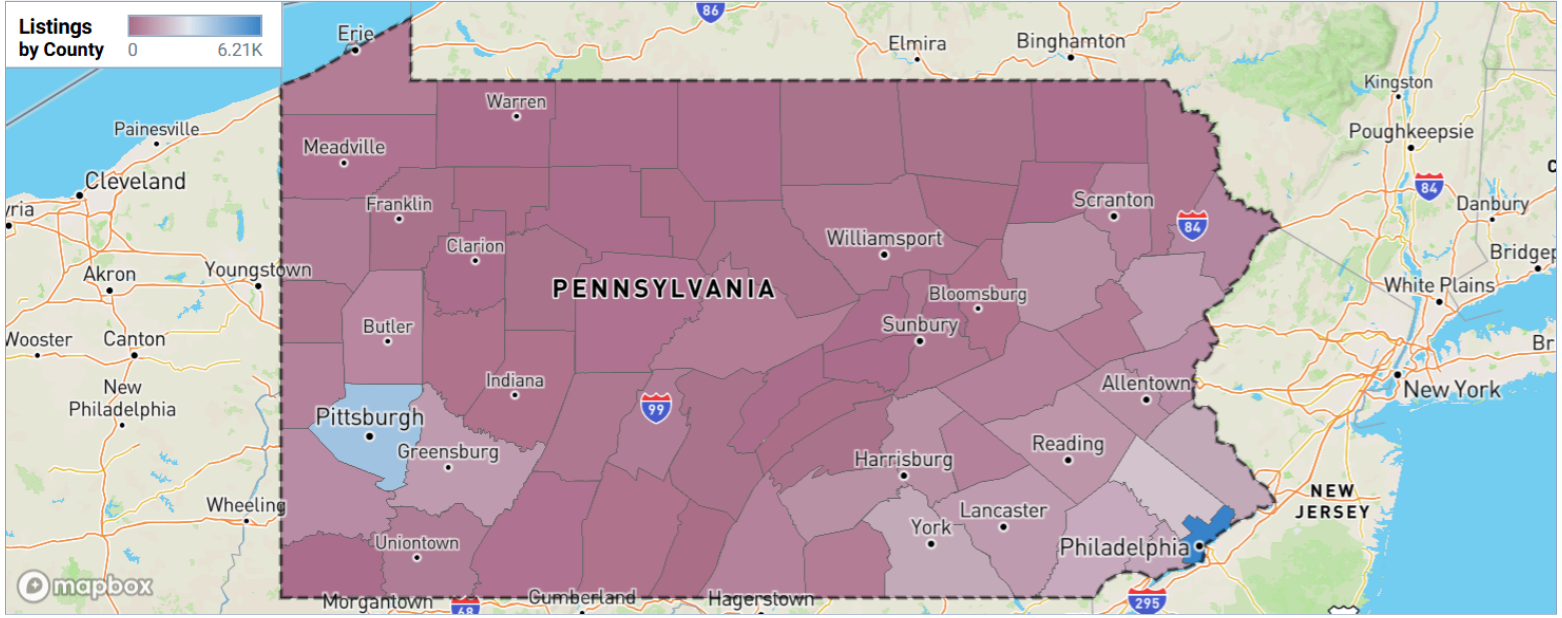 Listings
by County
0
6.21K
86
Erie
Elmira
Binghamton
Warren
Kingston
Painesville
Poughkeepsie
Meadville
Cleveland
84
C
Franklin
Scranton
Danbury
yria
84
Clarion
Williamsport
Bridgep
Akron
Youngstown
PENNSYLVANIA
White Plains
Bloomsburg
Butler
Sunbury
Wooster
Canton
Br
Indiana
Allentown
New York
New
Philadelphia
99
Pittsburgh
Greensburg
Reading
Harrisburg
NEW
JERSEY
Wheeling
Lancaster
York
Uniontown
Philadelphia
mapbox
Morgantown
68
Cumberland
Hagerstown
295